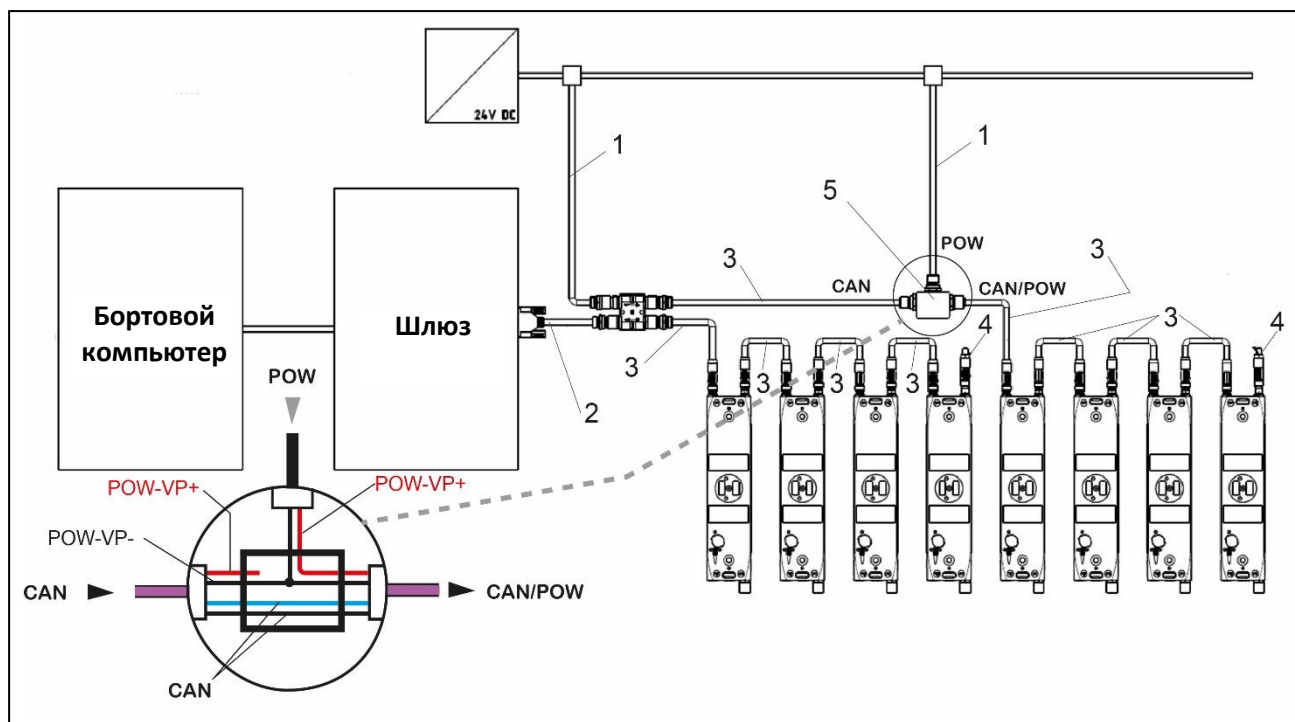 24V DC
1
1
5
Бортовой
компьютер
Шлюз
POW
3
CAN
CAN/POW
3
3
3
3
3
3
4
4
2
POW
POW-VP+
POW-VP+
POW-VP-
CAN
CAN/POW
CAN